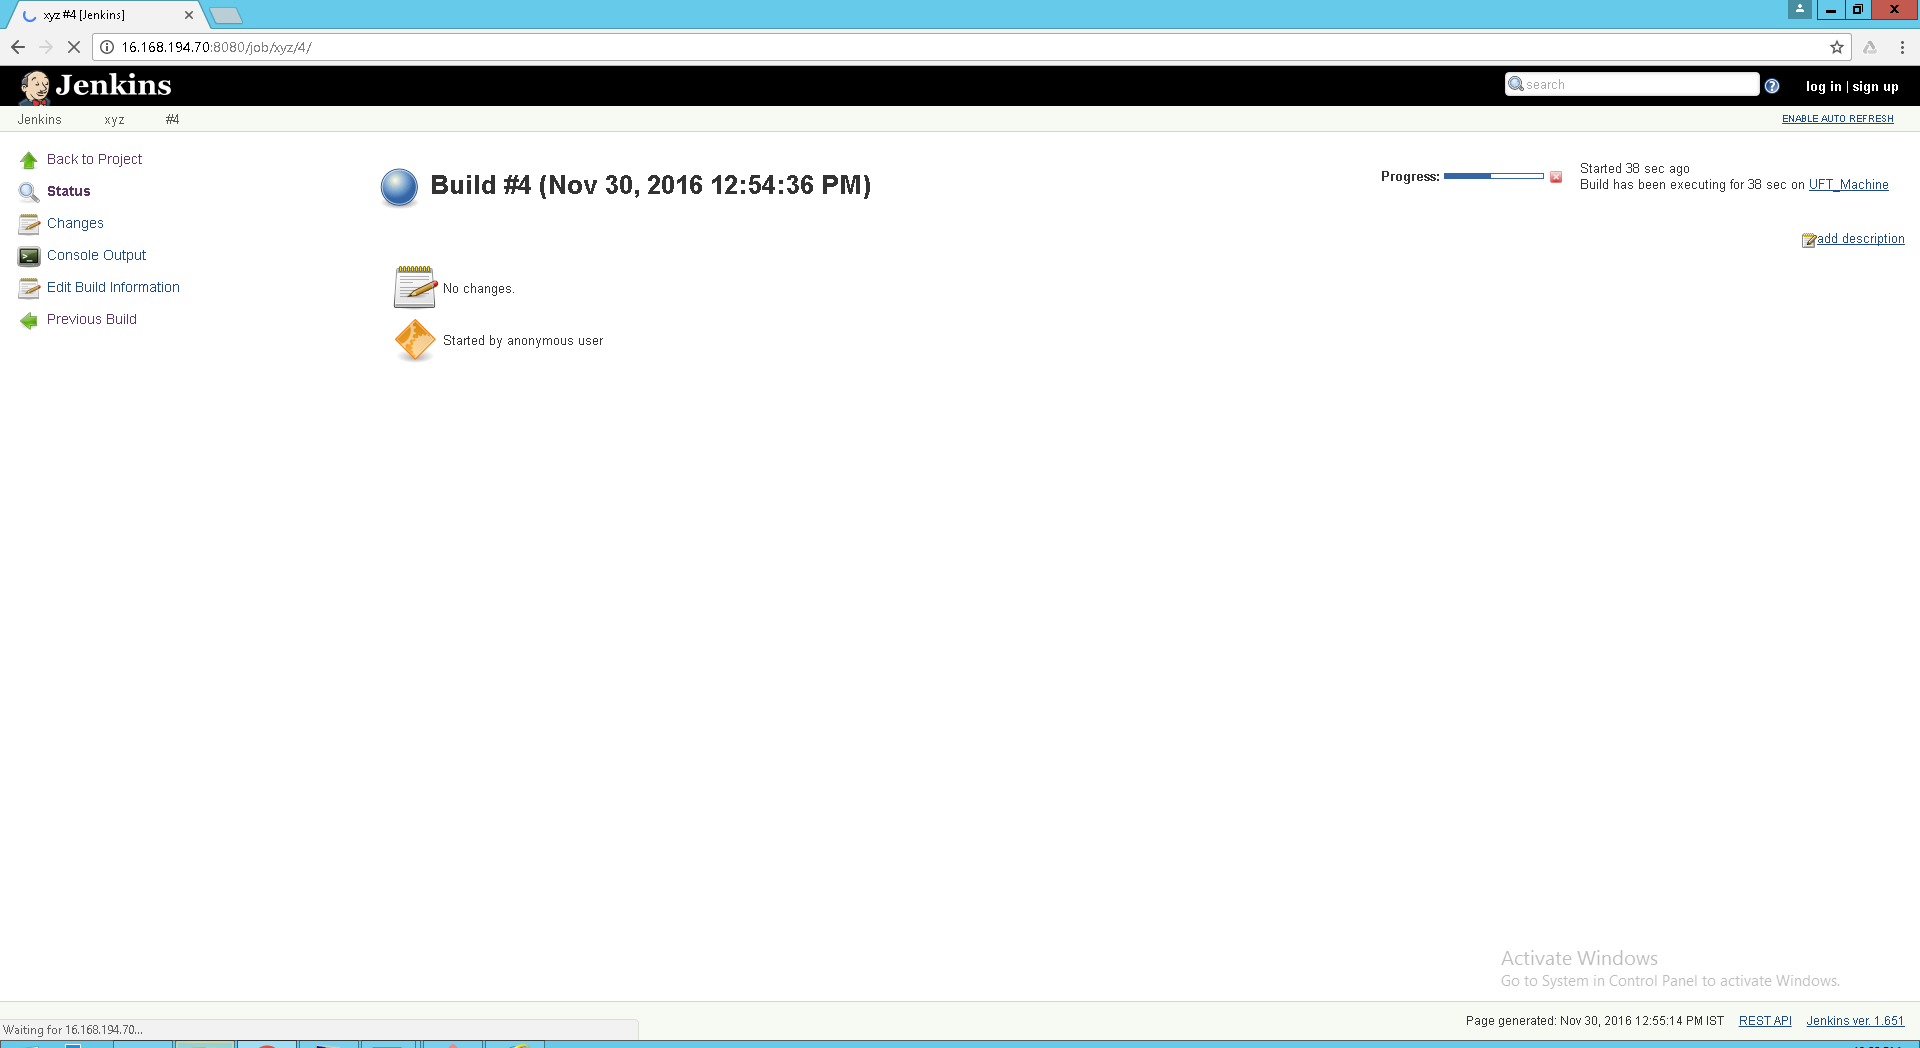 xyz #4 [Jenkins]
16.168.194.70:8080/job/xyz/4/
Jenkins
search
log in | sign up
Jenkins xyz #4
ENABLE AUTO REFRESH
Back to Project
Status
Changes
Console Output
Edit Build Information
Previous Build
Build #4 (Nov 30, 2016 12:54:36 PM)
Progress:
Started 38 sec ago
Build has been executing for 38 sec on UFT_Machine
add description
No changes.
Started by anonymous user
Activate Windows
Go to System in Control Panel to activate Windows.
Page generated: Nov 30, 2016 12:55:14 PM IST REST API Jenkins ver. 1.651
Waiting for 16.168.194.70...